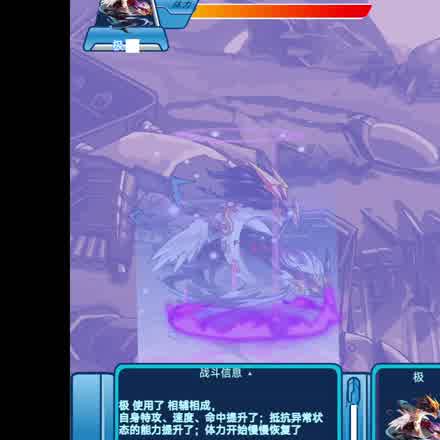 体力
极
战斗信息
极 使用了 相辅相成,
自身特攻、速度、命中提升了；抵抗异常状
态的能力提升了；体力开始慢慢恢复了
极